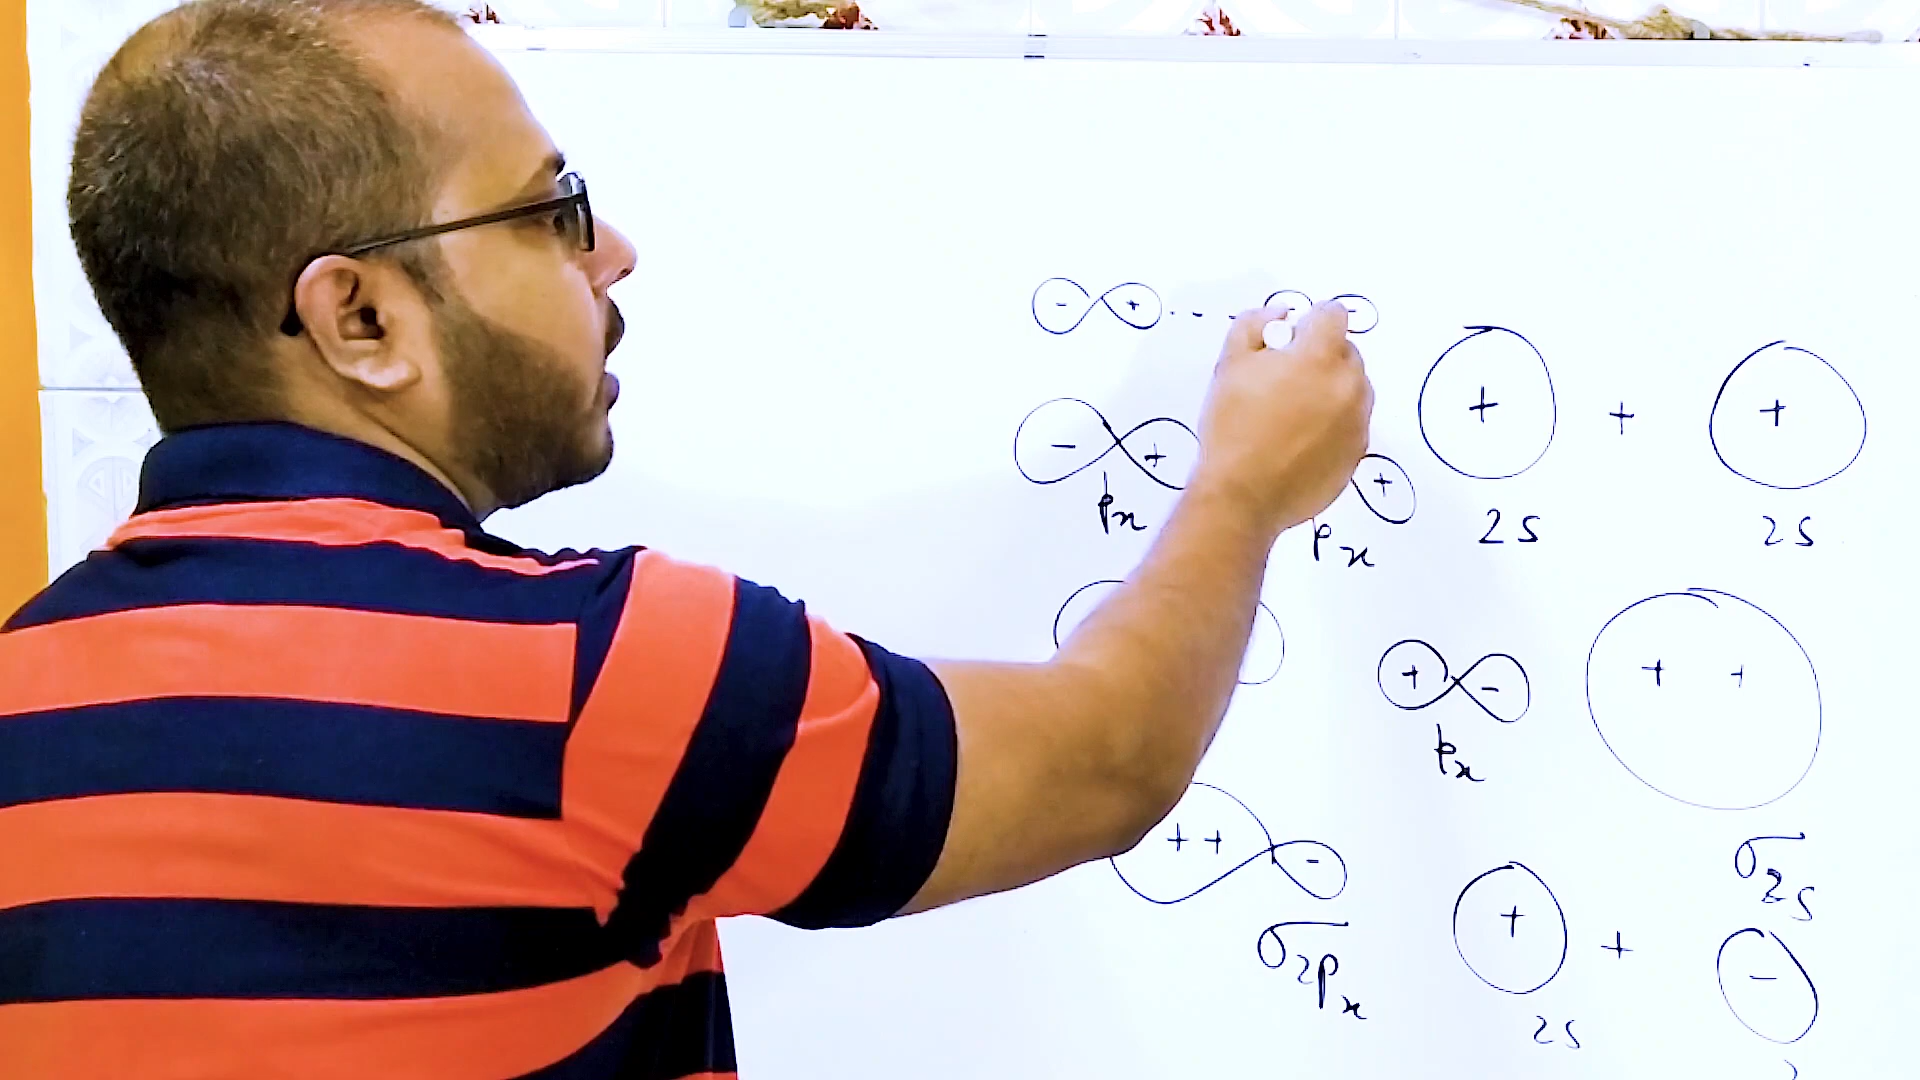 - + . . - - -
+ + +
- + +
pₓ pₓ 2s 2s
+ - + +
pₓ
+ + -
σ2s
σ2pₓ
+ + -
2s